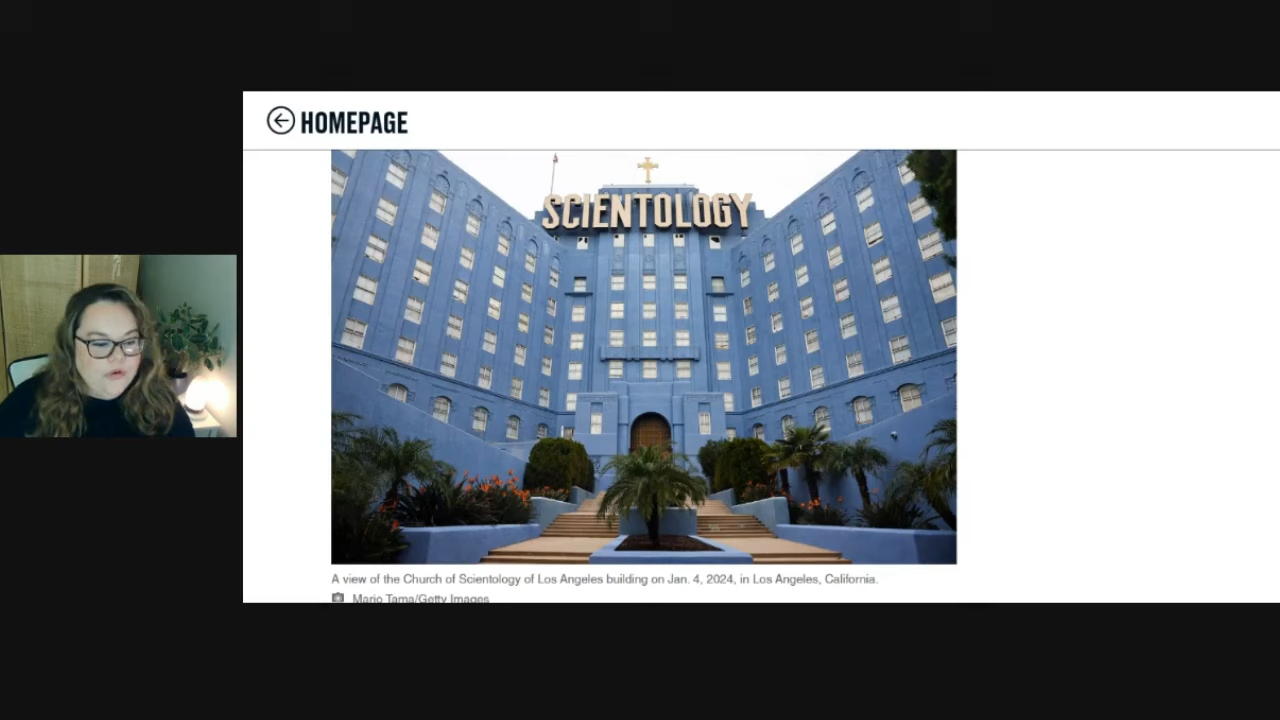 HOMEPAGE
SCIENTOLOGY
A view of the Church of Scientology of Los Angeles building on Jan. 4, 2024, in Los Angeles, California.
Mario Tama/Getty Images